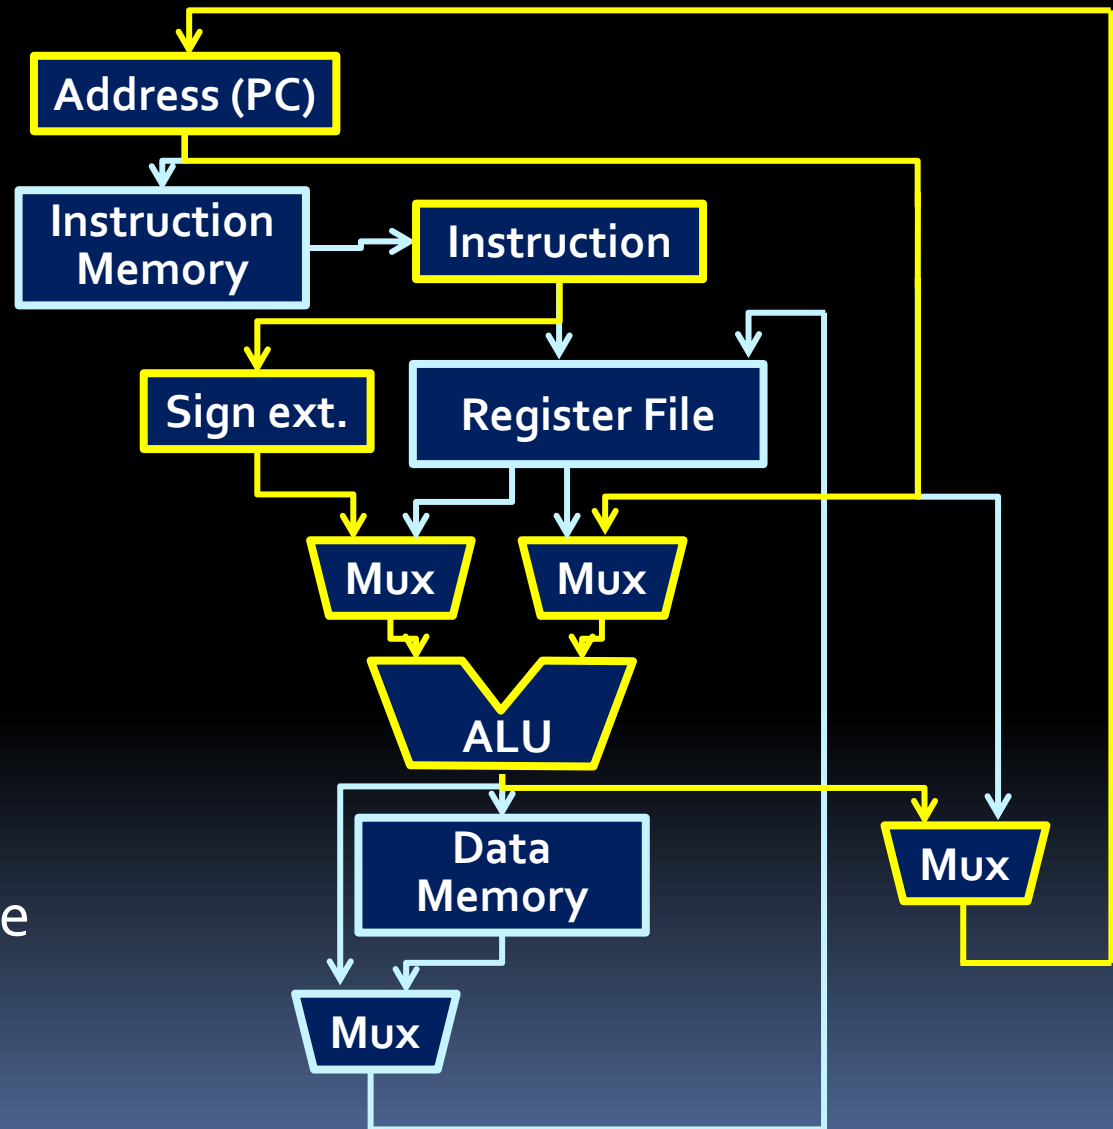 Address (PC)
Instruction
Memory
Instruction
Sign ext.
Register File
Mux
Mux
ALU
Data
Memory
Mux
e
Mux